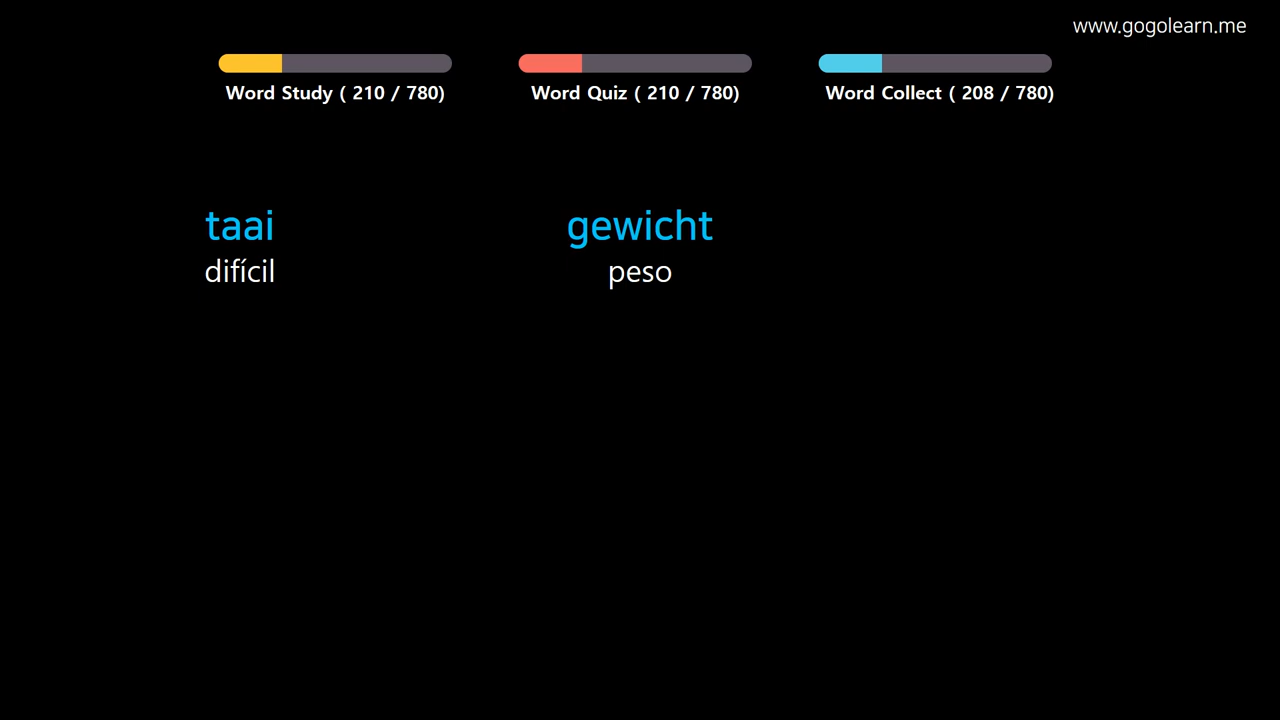 www.gogolearn.me
Word Study ( 210 / 780)
Word Quiz ( 210 / 780)
Word Collect ( 208 / 780)
taai
difícil
gewicht
peso